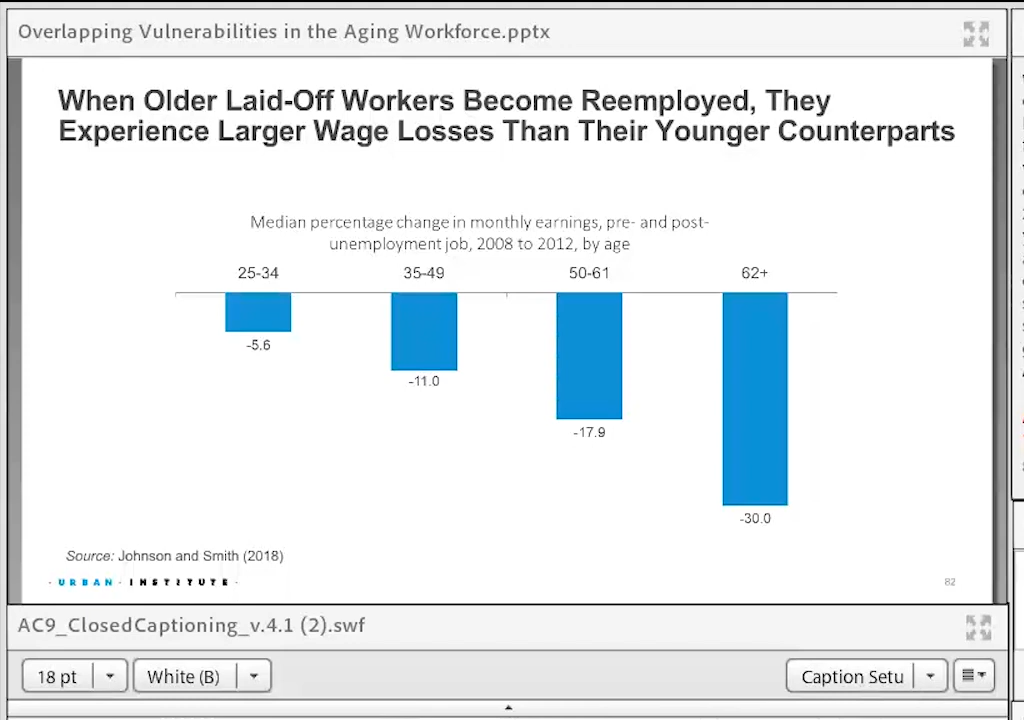 Overlapping Vulnerabilities in the Aging Workforce.pptx
When Older Laid-Off Workers Become Reemployed, They
Experience Larger Wage Losses Than Their Younger Counterparts
Median percentage change in monthly earnings, pre- and post-
unemployment job, 2008 to 2012, by age
25-34 35-49 50-61 62+
-5.6
-11.0
-17.9
-30.0
Source: Johnson and Smith (2018)
· URBAN · INSTITUTE · 82
AC9_ClosedCaptioning_v.4.1 (2).swf
18 pt White (B) Caption Setu